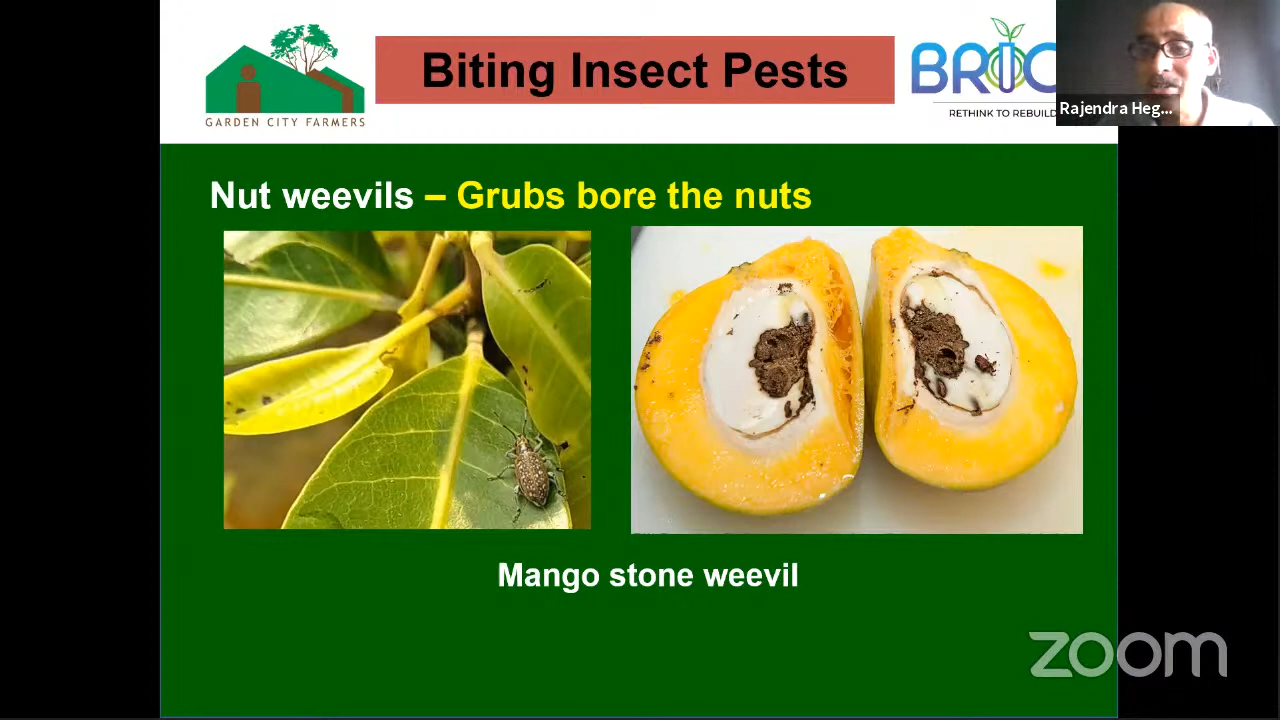 GARDEN CITY FARMERS
Biting Insect Pests
BRIC
RETHINK TO REBUILD
Rajendra Heg...
Nut weevils – Grubs bore the nuts
Mango stone weevil
zoom